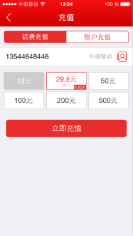 中国移动 12:34 100%
充值
话费充值 账户充值
13544648446 中国移动
10元 29.8元 50元
100元 200元 500元
立即充值